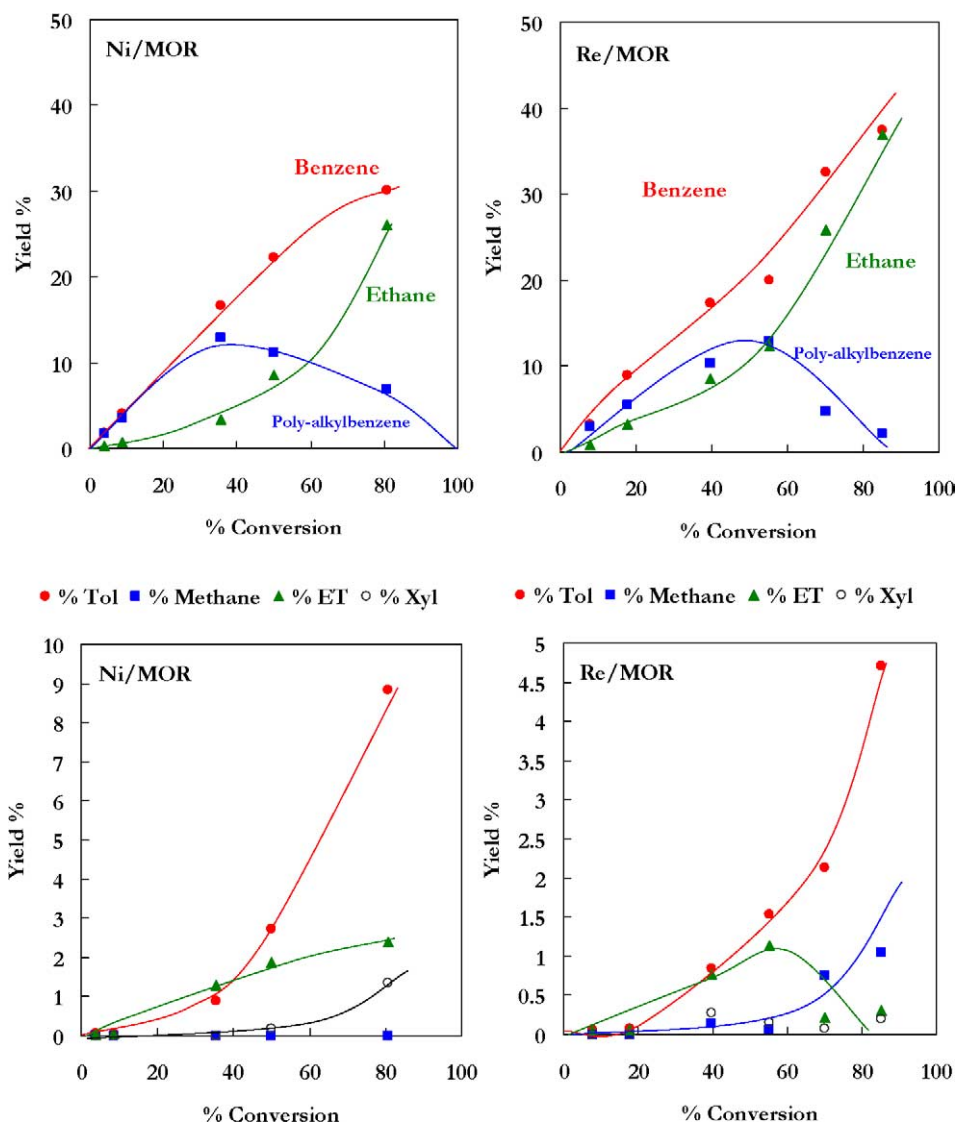 50
40
30
20
10
0
Yield %
Ni/MOR
Benzene
Ethane
Poly-alkylbenzene
0 20 40 60 80 100
% Conversion
50
40
30
20
10
0
Yield %
Re/MOR
Benzene
Ethane
Poly-alkylbenzene
0 20 40 60 80 100
% Conversion
% Tol % Methane % ET % Xyl
10
9
8
7
6
5
4
3
2
1
0
Yield %
Ni/MOR
0 20 40 60 80 100
% Conversion
% Tol % Methane % ET % Xyl
5
4.5
4
3.5
3
2.5
2
1.5
1
0.5
0
Yield %
Re/MOR
0 20 40 60 80 100
% Conversion